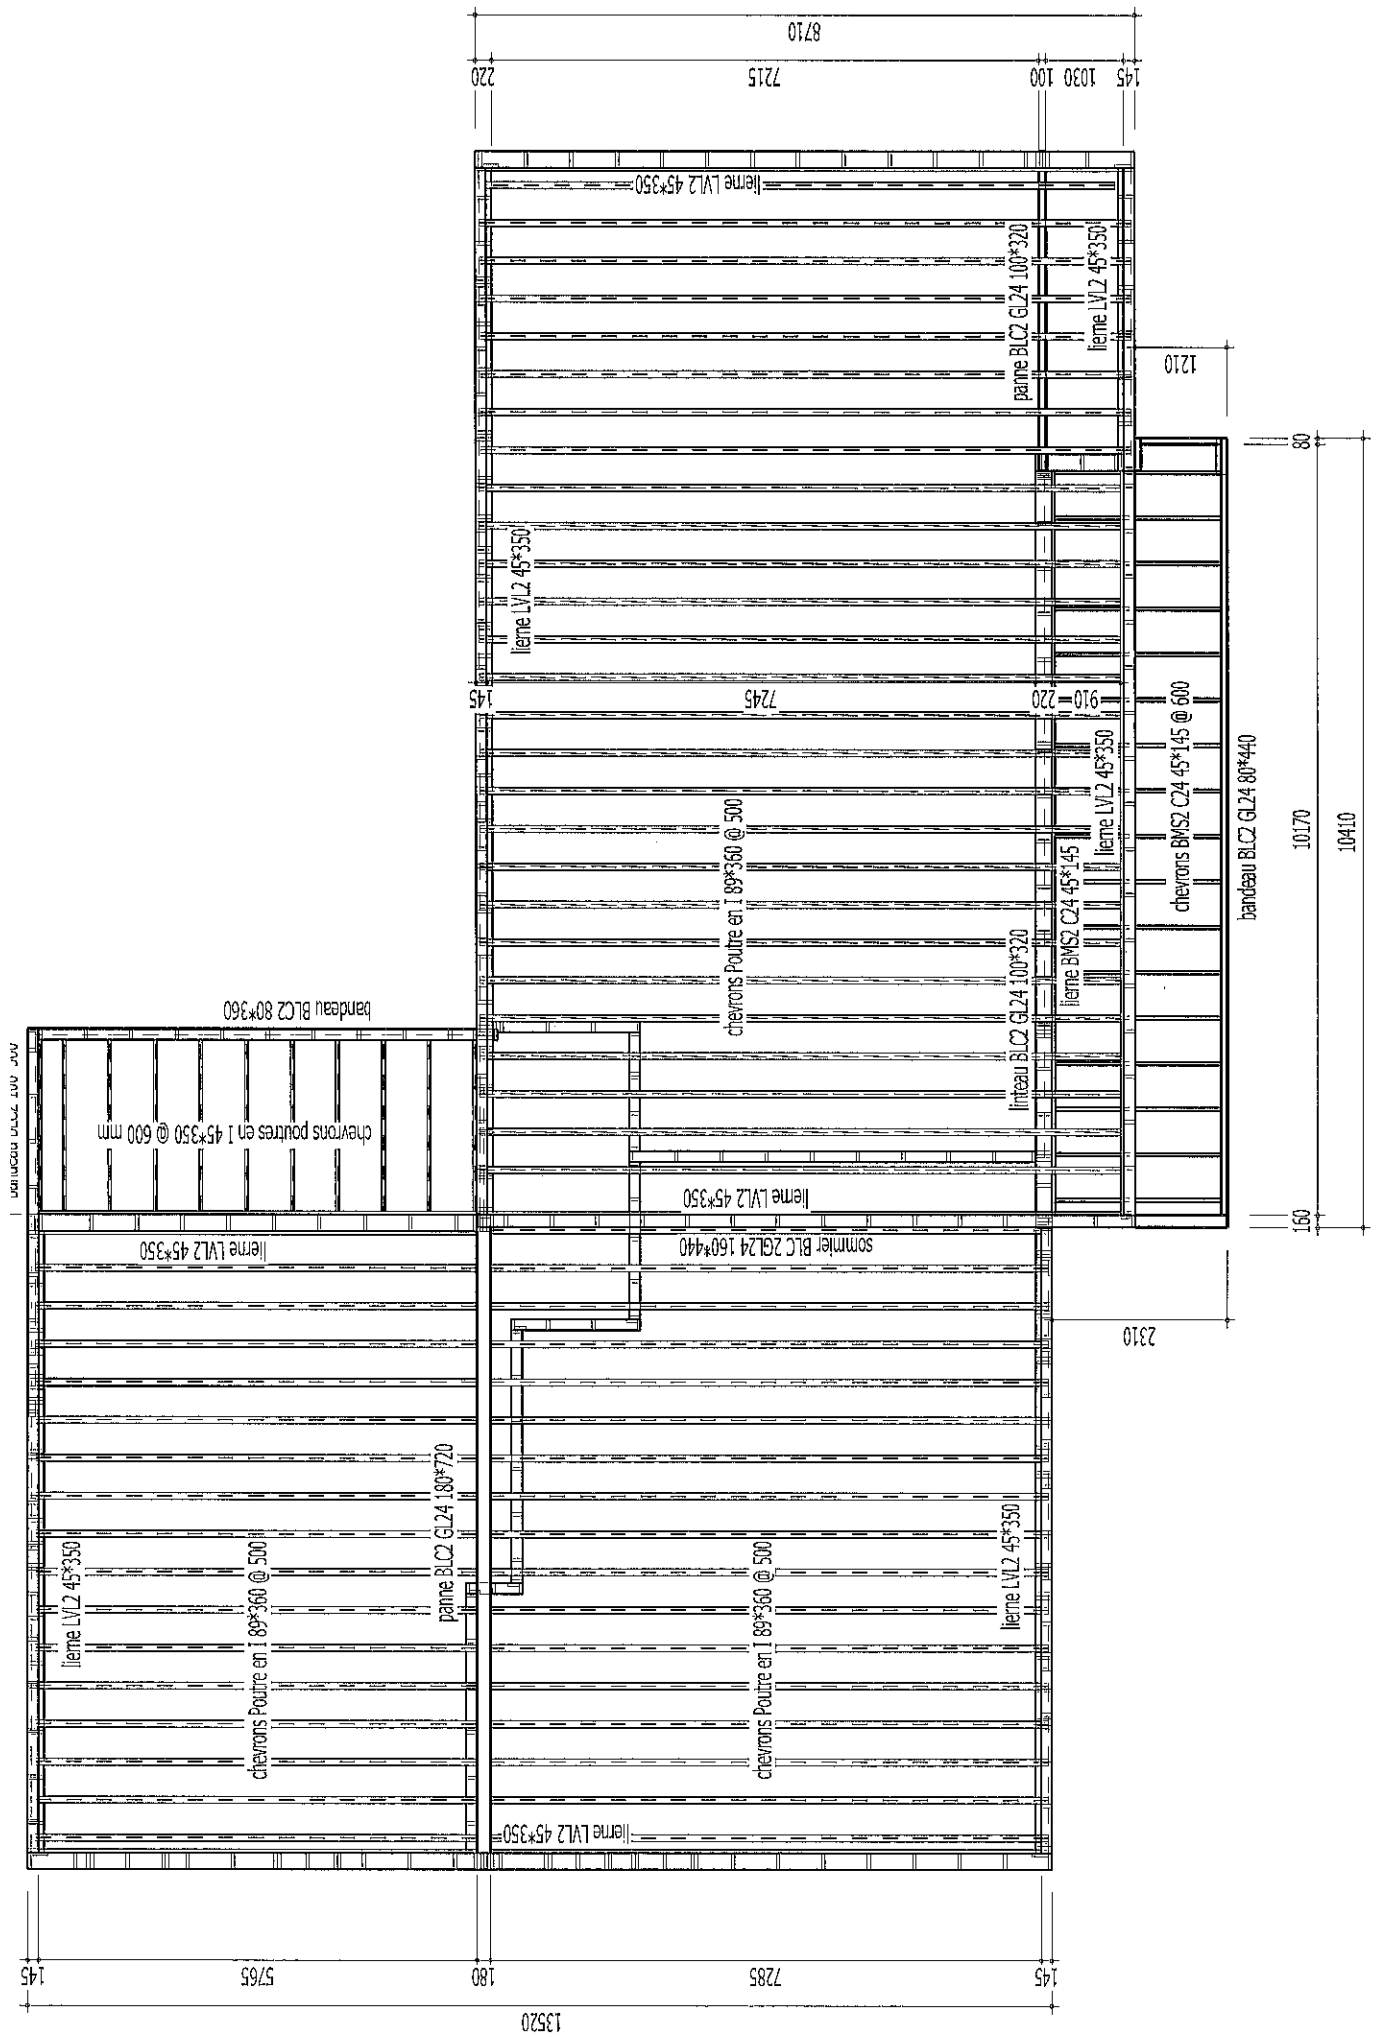 8710
220
7215
100
1030
145
lierne LVL2 45*350
panne BLC2 GL24 100*320
lierne LVL2 45*350
1210
80
lierne LVL2 45*350
145
7245
220
910
chevrons BMS2 C24 45*145 @ 600
lierne LVL2 45*350
bandeau BLC2 GL24 80*440
10170
10410
chevrons Poutre en I 89*360 @ 500
lierne BMS2 C24 45*145
linteau BLC2 GL24 100*320
bandeau BLC2 80*360
chevrons poutres en I 45*350 @ 600 mm
lierne LVL2 45*350
160
lierne LVL2 45*350
sommier BLC 2GL24 160*440
2310
panne BLC2 GL24 180*720
lierne LVL2 45*350
chevrons Poutre en I 89*360 @ 500
chevrons Poutre en I 89*360 @ 500
lierne LVL2 45*350
lierne LVL2 45*350
145
5765
180
7285
145
13520